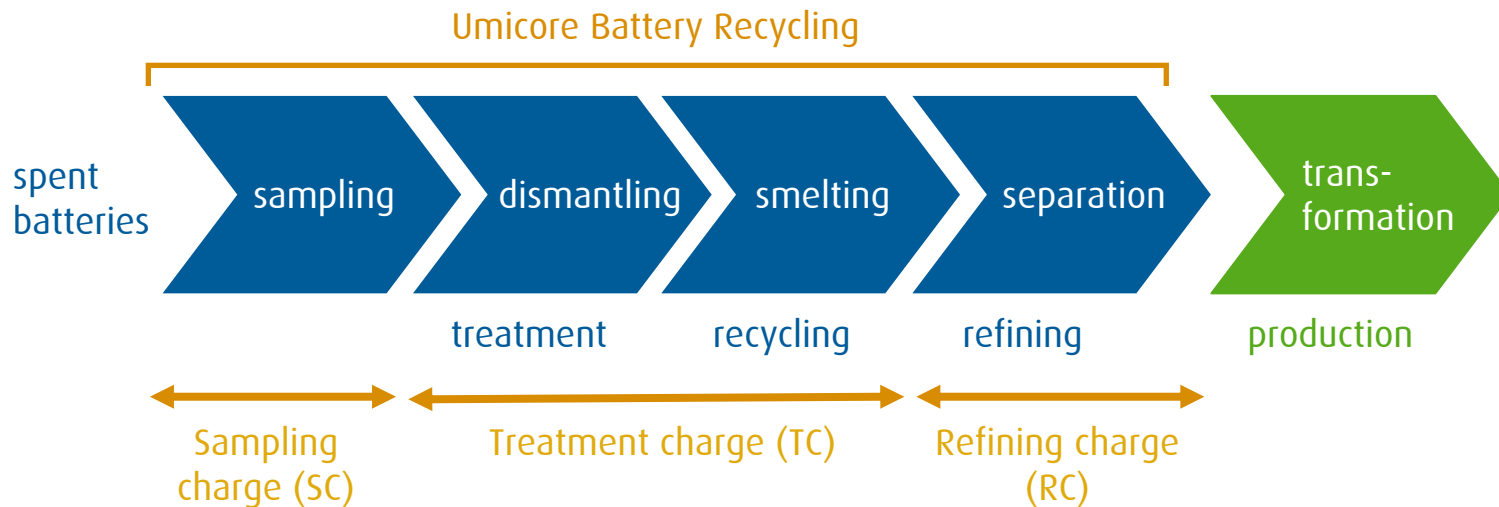 Umicore Battery Recycling
spent
batteries
sampling
dismantling
smelting
separation
trans-
formation
treatment
recycling
refining
production
Sampling
charge (SC)
Treatment charge (TC)
Refining charge
(RC)